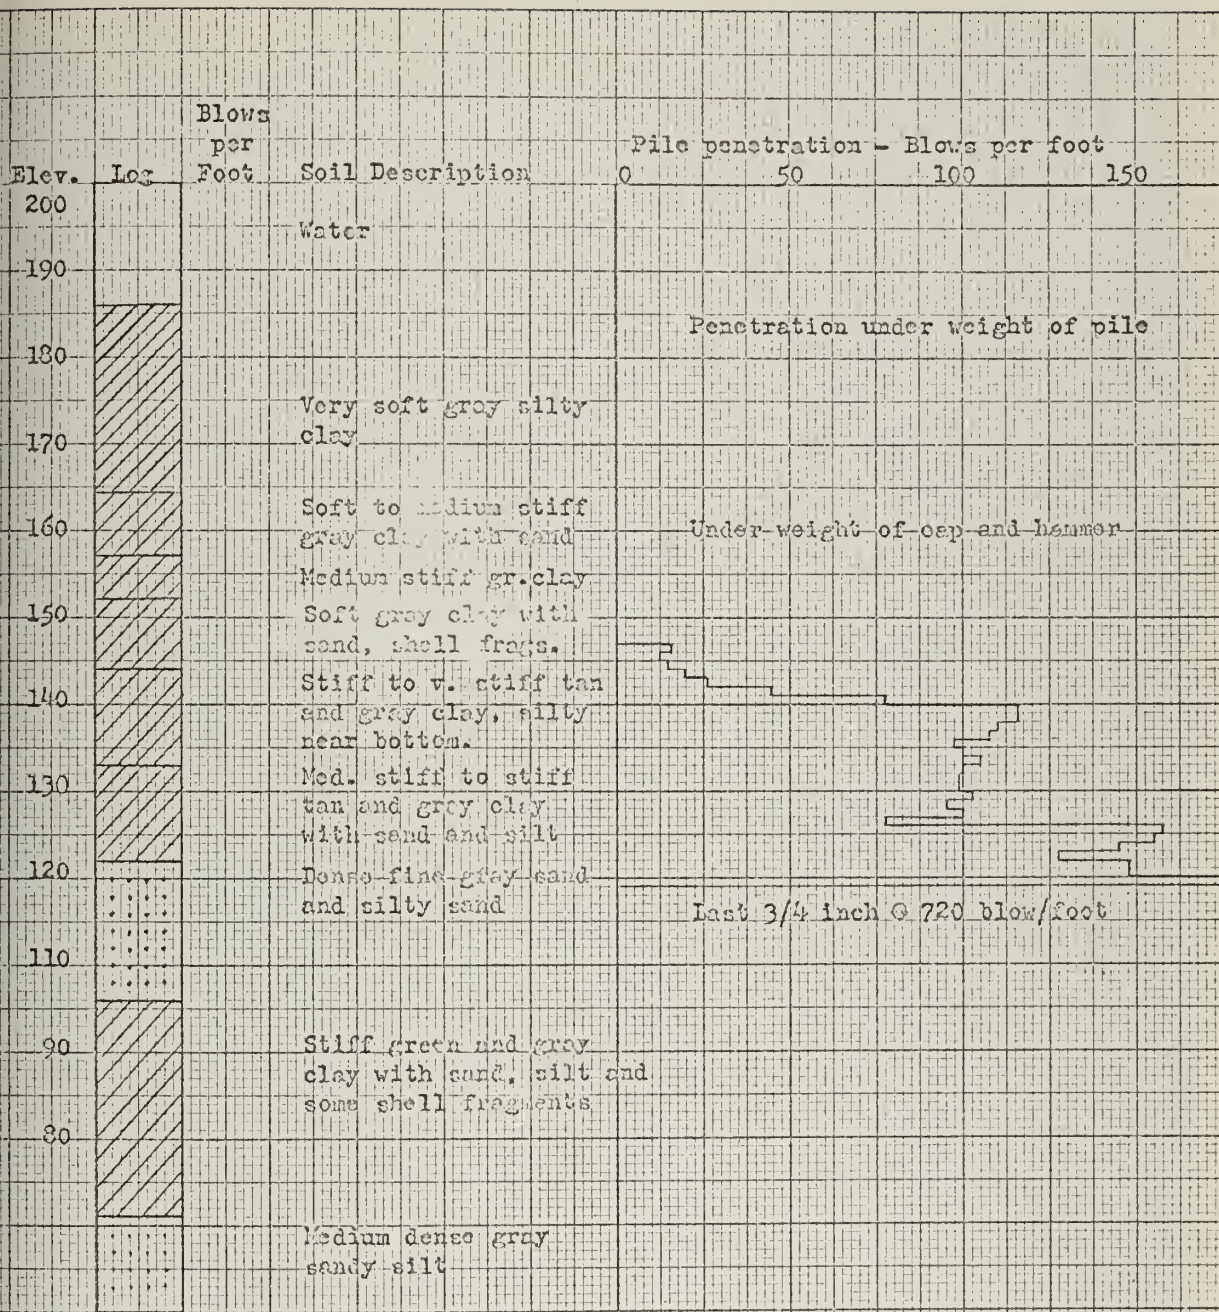 Blows
per
Elev. Log Foot Soil Description
Pile penetration - Blows per foot
0 50 100 150
200
Water
190
Penetration under weight of pile
180
Very soft gray silty
clay
170
Soft to medium stiff
gray clay with sand
160
Under weight of cap and hammer
Medium stiff gr. clay
150
Soft gray clay with
sand, shell frags.
140
Stiff to v. stiff tan
and gray clay, silty
near bottom.
130
Med. stiff to stiff
tan and gray clay
with sand and silt
120
Dense fine gray sand
and silty sand
Last 3/4 inch @ 720 blow/foot
110
90
Stiff green and gray
clay with sand, silt and
some shell fragments
80
Medium dense gray
sandy silt